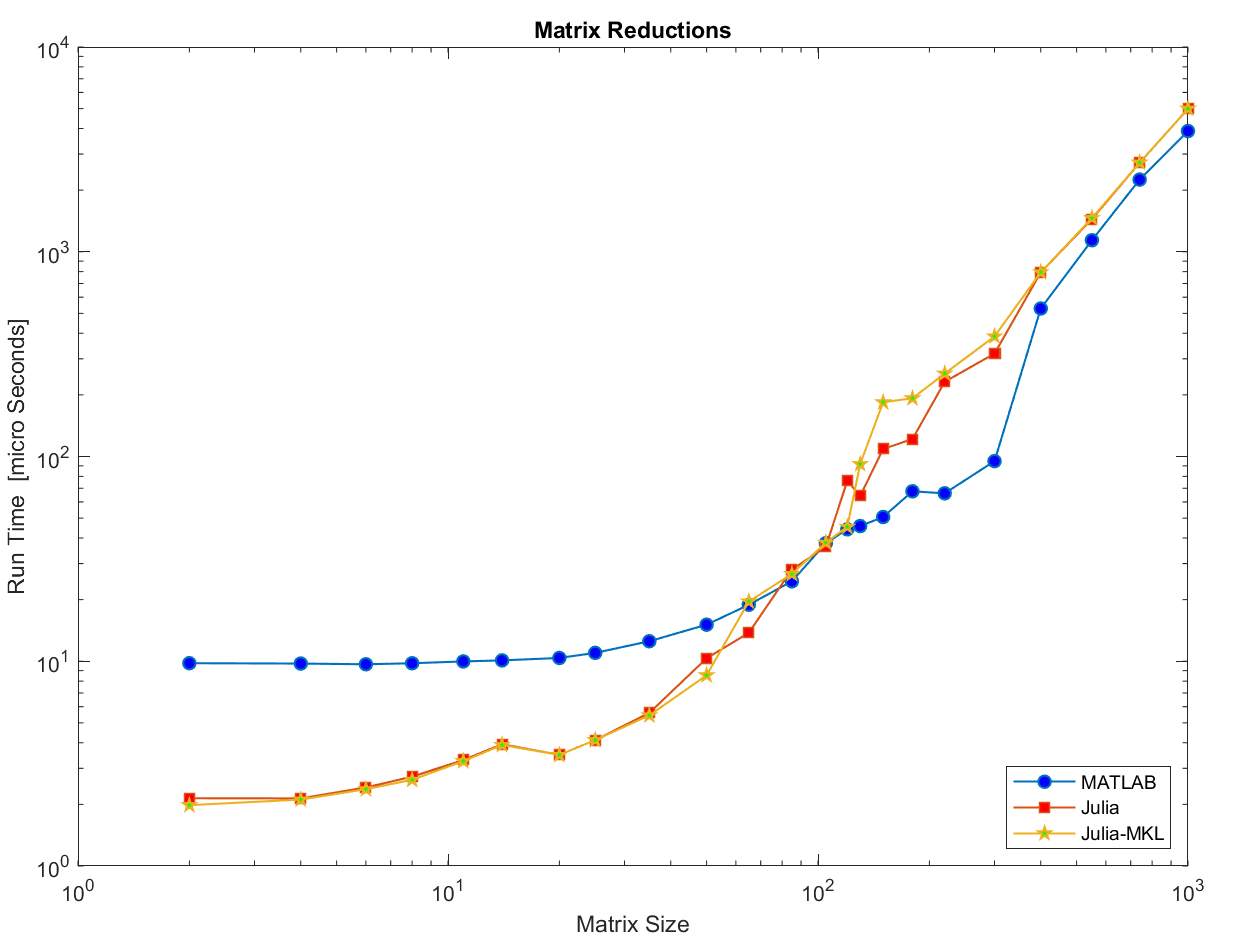 Matrix Reductions
10^4
10^3
10^2
10^1
10^0
Run Time [micro Seconds]
10^0 10^1 10^2 10^3
Matrix Size
MATLAB
Julia
Julia-MKL